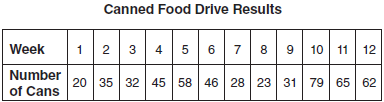 Canned Food Drive Results
Week 1 2 3 4 5 6 7 8 9 10 11 12
Number
of Cans 20 35 32 45 58 46 28 23 31 79 65 62